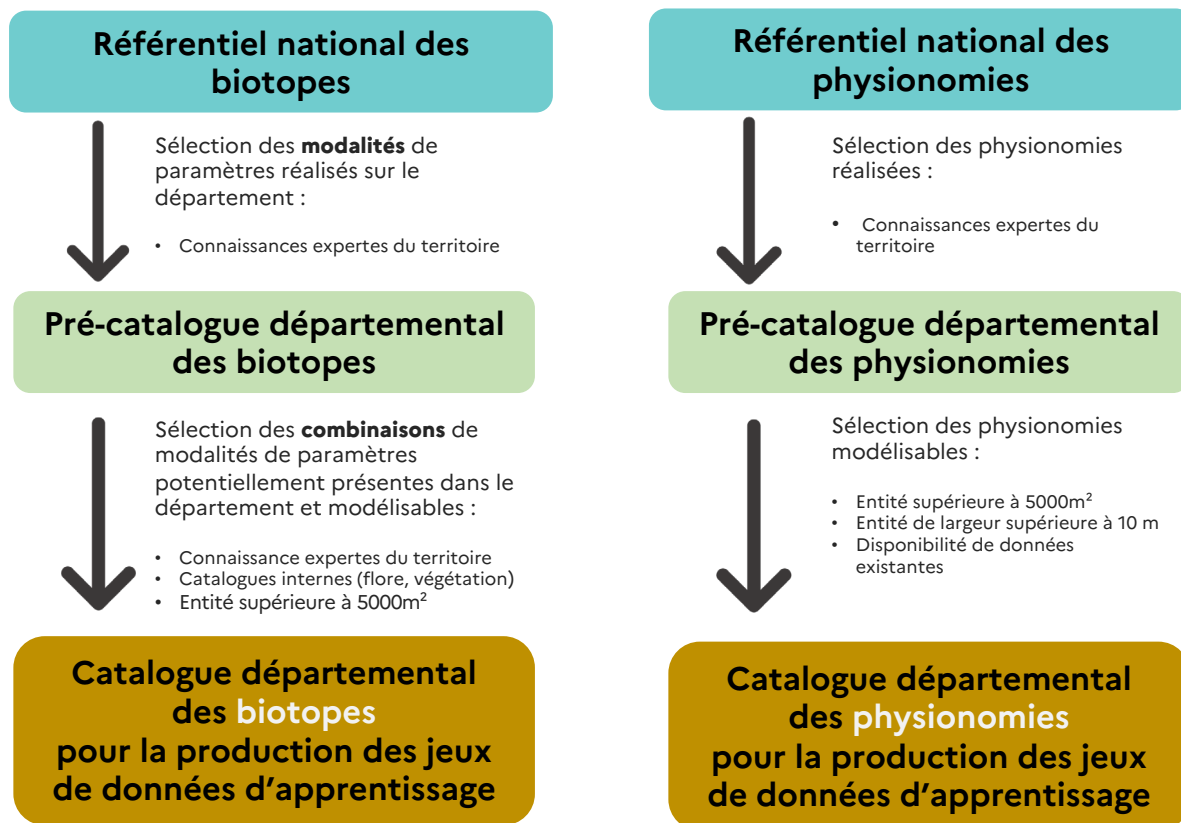 Référentiel national des
biotopes
Sélection des modalités de
paramètres réalisés sur le
département :
• Connaissances expertes du territoire
Pré-catalogue départemental
des biotopes
Sélection des combinaisons de
modalités de paramètres
potentiellement présentes dans le
département et modélisables :
• Connaissance expertes du territoire
• Catalogues internes (flore, végétation)
• Entité supérieure à 5000m²
Catalogue départemental
des biotopes
pour la production des jeux
de données d'apprentissage
Référentiel national des
physionomies
Sélection des physionomies
réalisées :
• Connaissances expertes du
territoire
Pré-catalogue départemental
des physionomies
Sélection des physionomies
modélisables :
• Entité supérieure à 5000m²
• Entité de largeur supérieure à 10 m
• Disponibilité de données
existantes
Catalogue départemental
des physionomies
pour la production des jeux
de données d'apprentissage